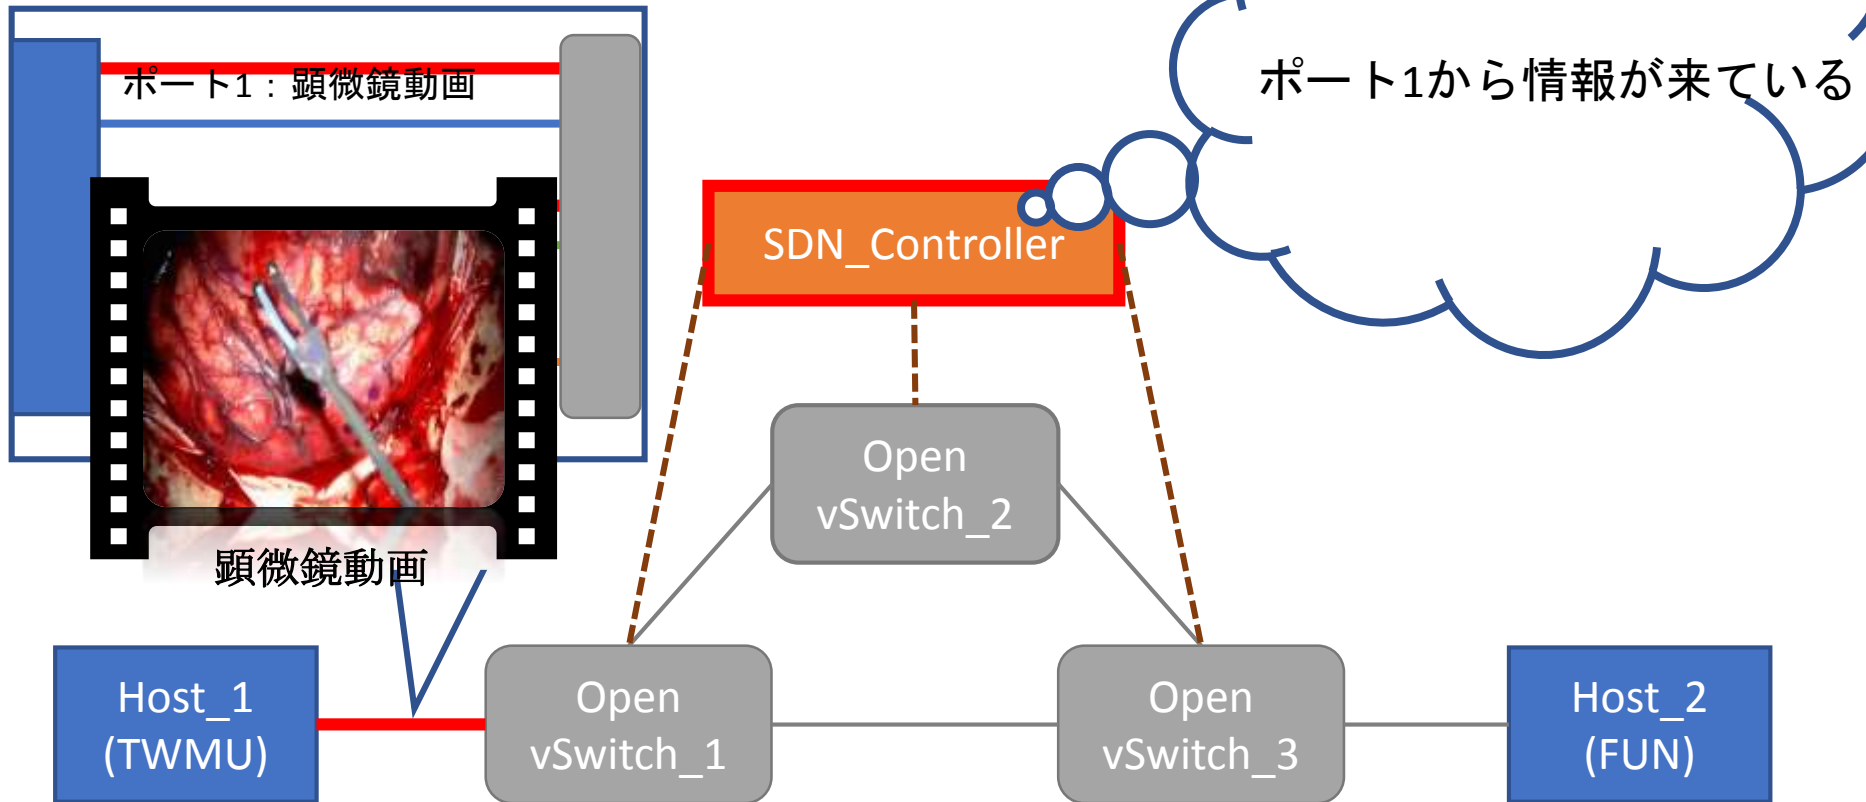 ポート1：顕微鏡動画
ポート1から情報が来ている
SDN_Controller
Open
vSwitch_2
顕微鏡動画
Host_1
(TWMU)
Open
vSwitch_1
Open
vSwitch_3
Host_2
(FUN)